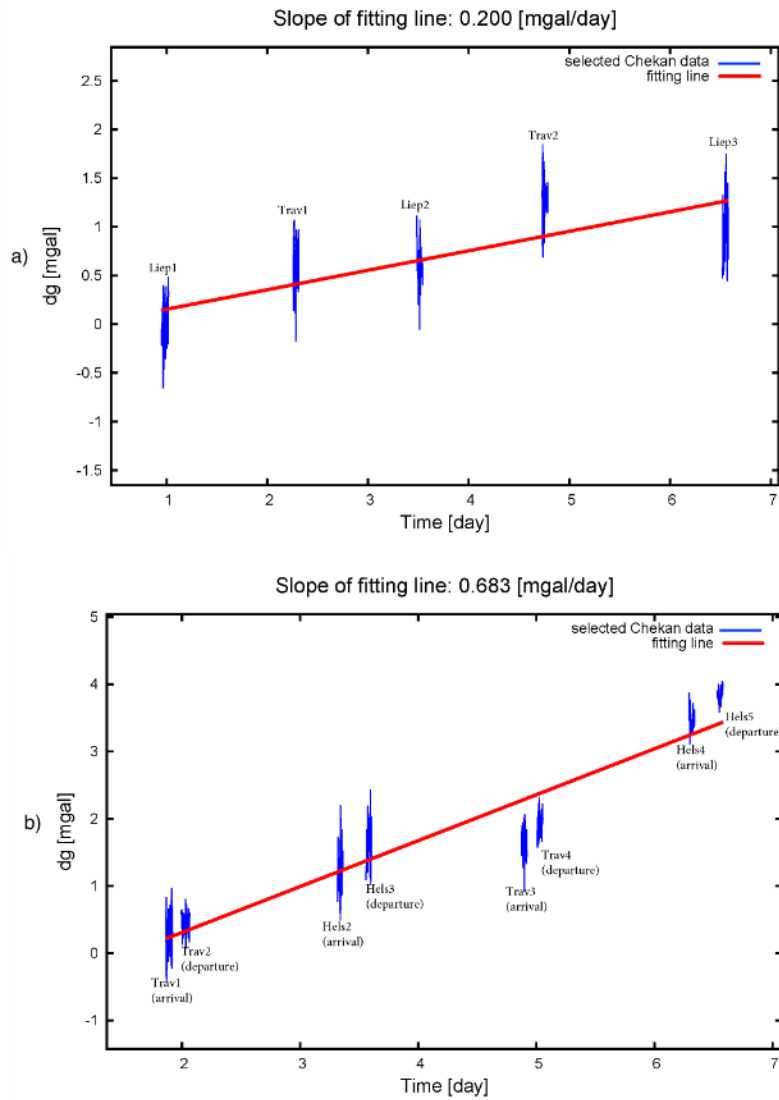 Slope of fitting line: 0.200 [mgal/day]
selected Chekan data
fitting line
2.5
2
1.5
1
0.5
0
-0.5
-1
-1.5
dg [mgal]
a)
Liep1
Trav1
Liep2
Trav2
Liep3
1 2 3 4 5 6 7
Time [day]
Slope of fitting line: 0.683 [mgal/day]
selected Chekan data
fitting line
5
4
3
2
1
0
-1
dg [mgal]
b)
Trav1
(arrival)
Trav2
(departure)
Hels2
(arrival)
Hels3
(departure)
Trav3
(arrival)
Trav4
(departure)
Hels4
(arrival)
Hels5
(departure)
2 3 4 5 6 7
Time [day]